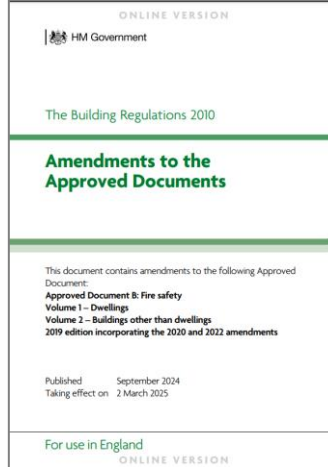 ONLINE VERSION
HM Government
The Building Regulations 2010
Amendments to the
Approved Documents
This document contains amendments to the following Approved
Document:
Approved Document B: Fire safety
Volume 1 – Dwellings
Volume 2 – Buildings other than dwellings
2019 edition incorporating the 2020 and 2022 amendments
Published September 2024
Taking effect on 2 March 2025
For use in England
ONLINE VERSION